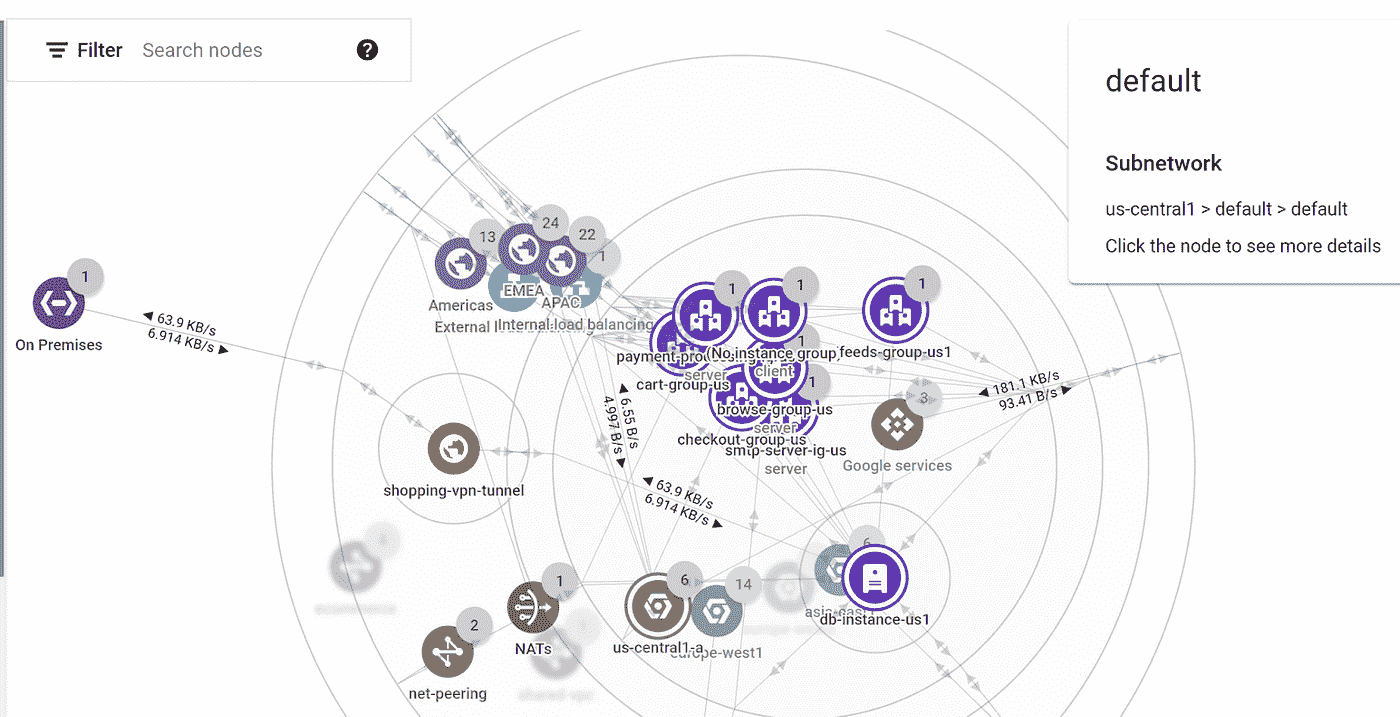 Filter Search nodes ?
default
Subnetwork
us-central1 > default > default
Click the node to see more details
1
On Premises
63.9 KB/s
6.914 KB/s
13
24
22
1
Americas
EMEA
APAC
External
Internal load balancing
1
1
1
1
1
payment-pro
(No instance group)
feeds-group-us1
server
client
cart-group-us
browse-group-us
server
checkout-group-us
smtp-server-ig-us
server
3
Google services
181.1 KB/s
93.41 B/s
6.55 B/s
4.997 B/s
63.9 KB/s
6.914 KB/s
shopping-vpn-tunnel
6
asia-east1
db-instance-us1
1
NATs
6
us-central1-a
14
europe-west1
2
net-peering